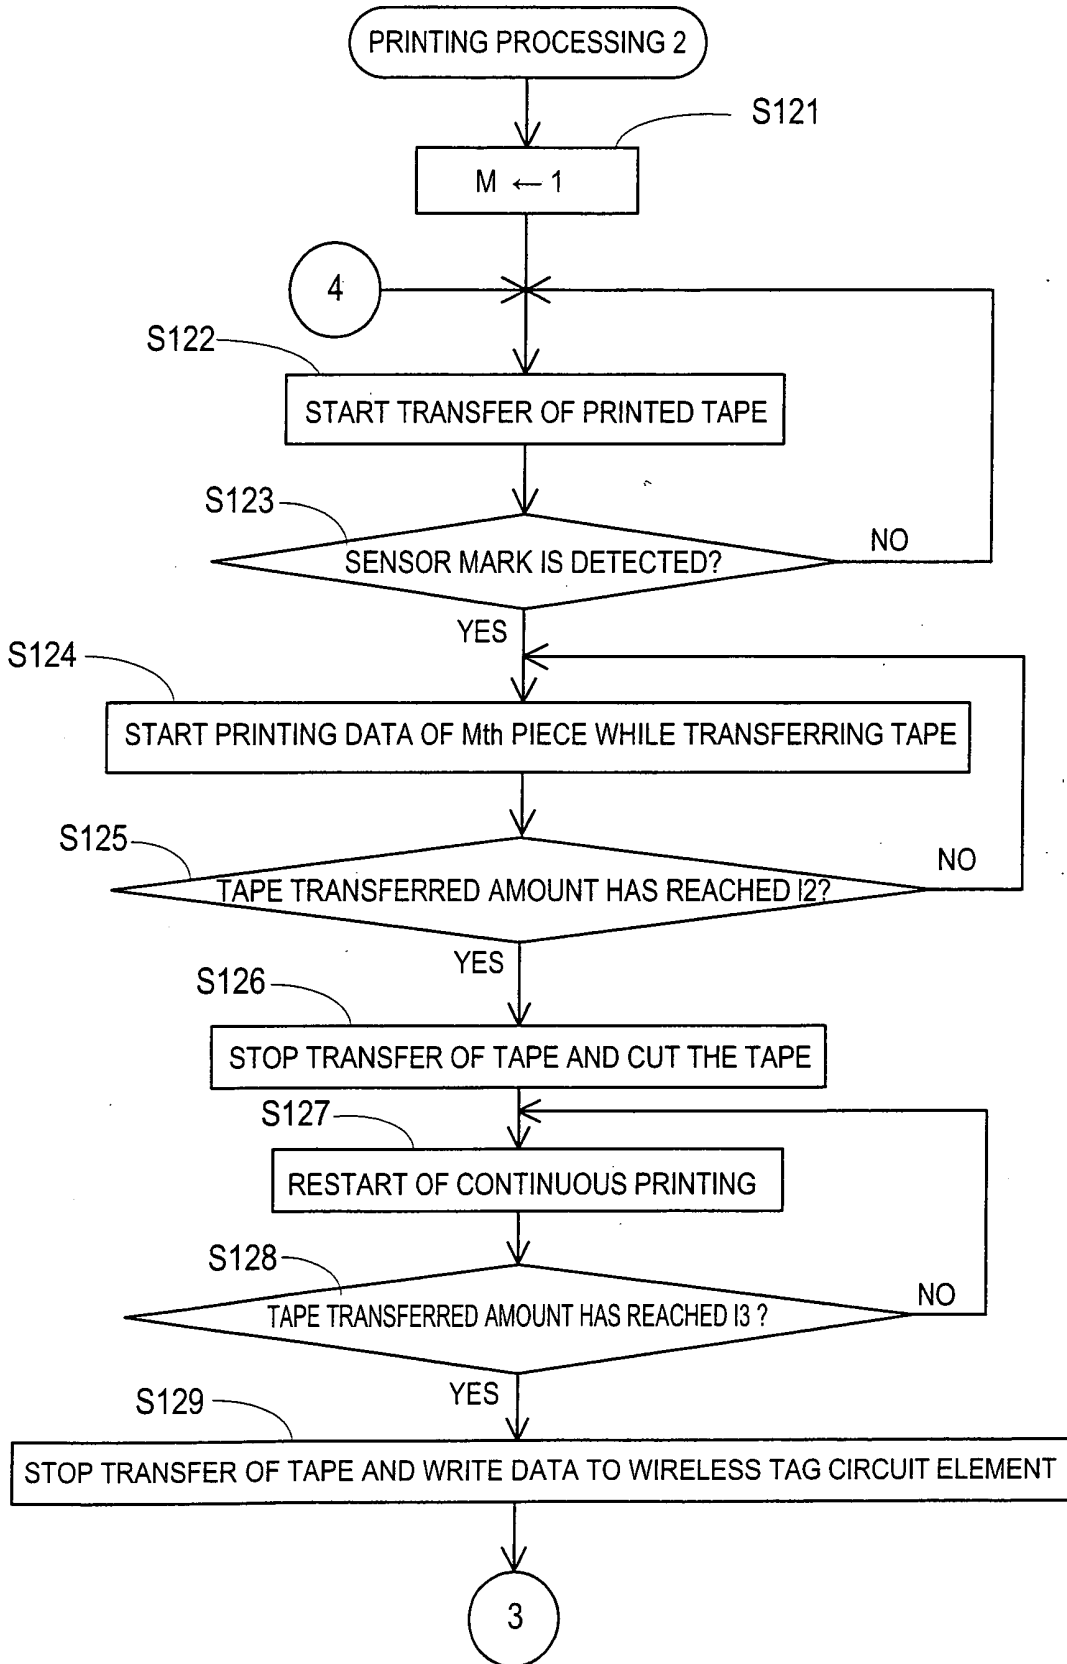 PRINTING PROCESSING 2
S121
M ← 1
4
S122
START TRANSFER OF PRINTED TAPE
S123
SENSOR MARK IS DETECTED?
NO
YES
S124
START PRINTING DATA OF Mth PIECE WHILE TRANSFERRING TAPE
S125
TAPE TRANSFERRED AMOUNT HAS REACHED I2?
NO
YES
S126
STOP TRANSFER OF TAPE AND CUT THE TAPE
S127
RESTART OF CONTINUOUS PRINTING
S128
TAPE TRANSFERRED AMOUNT HAS REACHED I3 ?
NO
YES
S129
STOP TRANSFER OF TAPE AND WRITE DATA TO WIRELESS TAG CIRCUIT ELEMENT
3